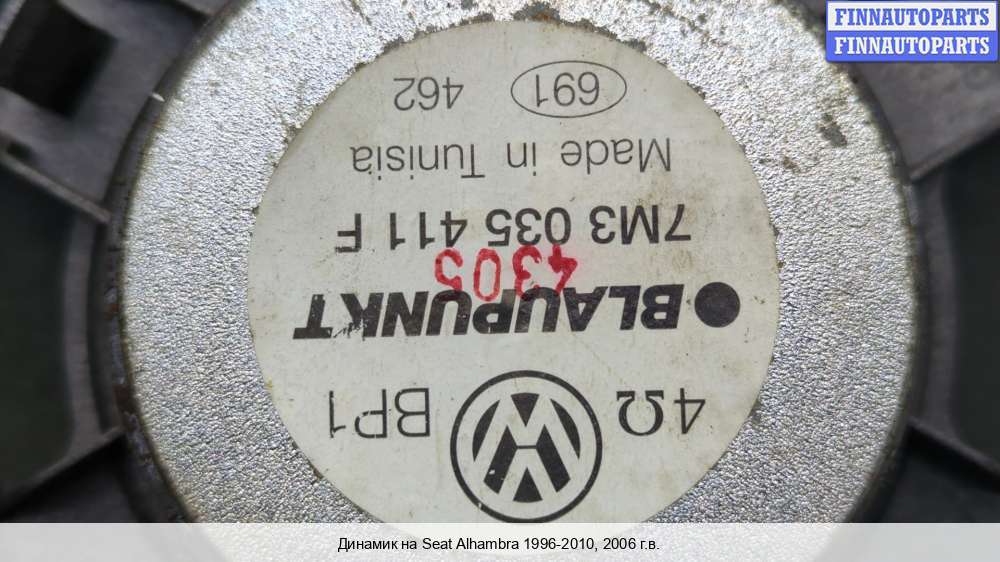 FINNAUTOPARTS
FINNAUTOPARTS
4Ω BP1
BLAUPUNKT
4305
7M3 035 411 F
Made in Tunisia
691 462
Динамик на Seat Alhambra 1996-2010, 2006 г.в.